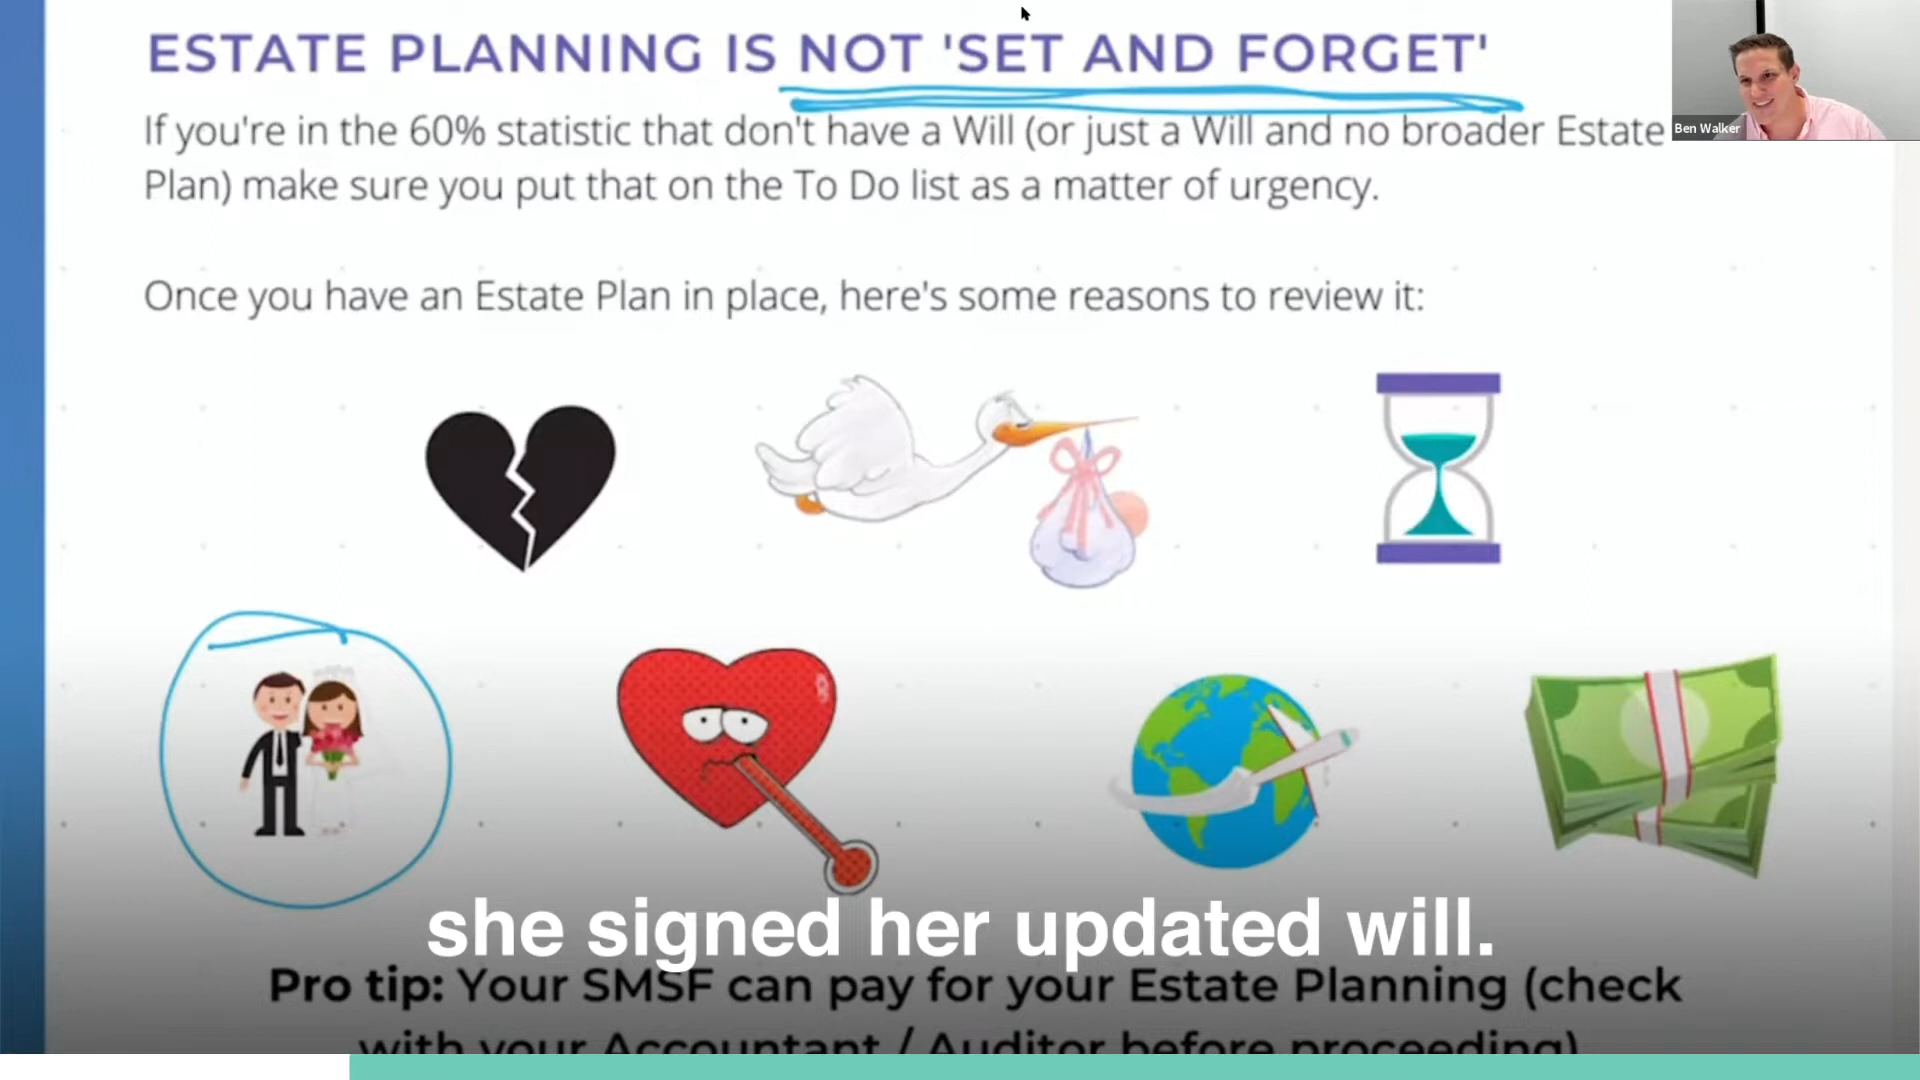 ESTATE PLANNING IS NOT 'SET AND FORGET'
If you're in the 60% statistic that don't have a Will (or just a Will and no broader Estate
Plan) make sure you put that on the To Do list as a matter of urgency.
Ben Walker
Once you have an Estate Plan in place, here's some reasons to review it:
she signed her updated will.
Pro tip: Your SMSF can pay for your Estate Planning (check
with your Accountant / Auditor before proceeding)